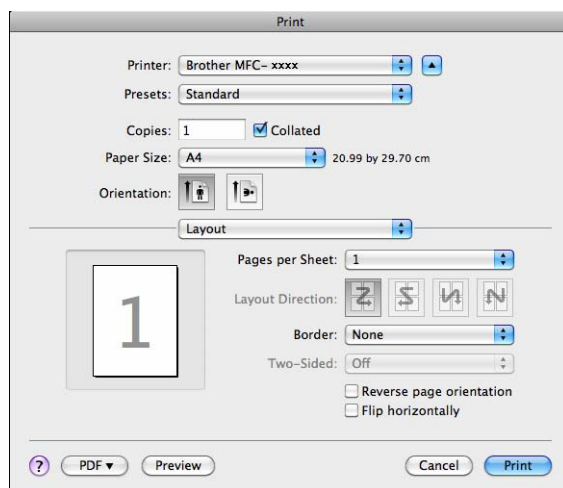 Print
Printer: Brother MFC- xxxx
Presets: Standard
Copies: 1 Collated
Paper Size: A4 20.99 by 29.70 cm
Orientation:
Layout
Pages per Sheet: 1
1
Layout Direction:
Border: None
Two-Sided: Off
Reverse page orientation
Flip horizontally
? PDF ▾ Preview Cancel Print